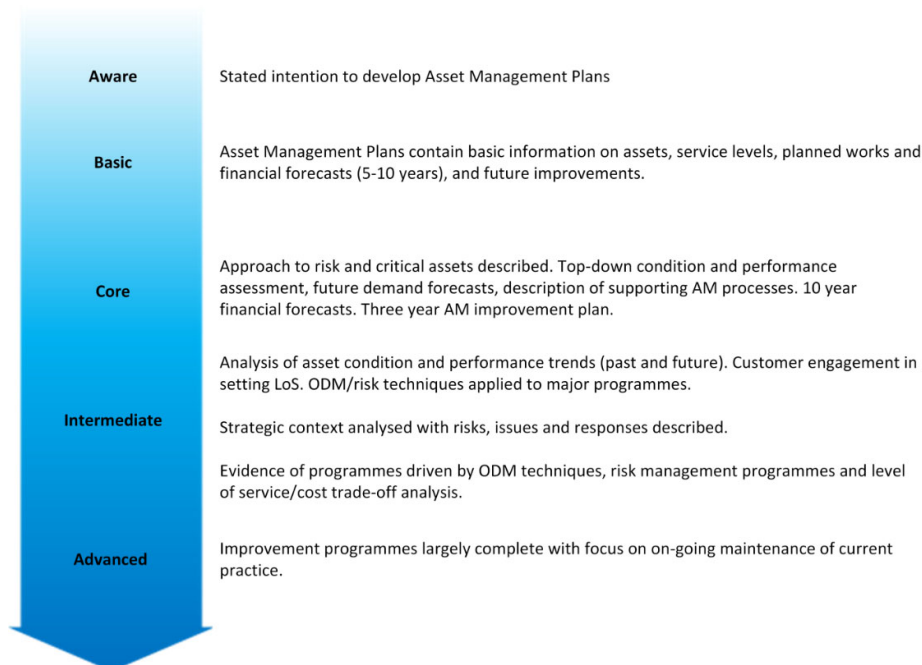 Aware
Stated intention to develop Asset Management Plans
Basic
Asset Management Plans contain basic information on assets, service levels, planned works and
financial forecasts (5-10 years), and future improvements.
Core
Approach to risk and critical assets described. Top-down condition and performance
assessment, future demand forecasts, description of supporting AM processes. 10 year
financial forecasts. Three year AM improvement plan.
Intermediate
Analysis of asset condition and performance trends (past and future). Customer engagement in
setting LoS. ODM/risk techniques applied to major programmes.
Strategic context analysed with risks, issues and responses described.
Evidence of programmes driven by ODM techniques, risk management programmes and level
of service/cost trade-off analysis.
Advanced
Improvement programmes largely complete with focus on on-going maintenance of current
practice.